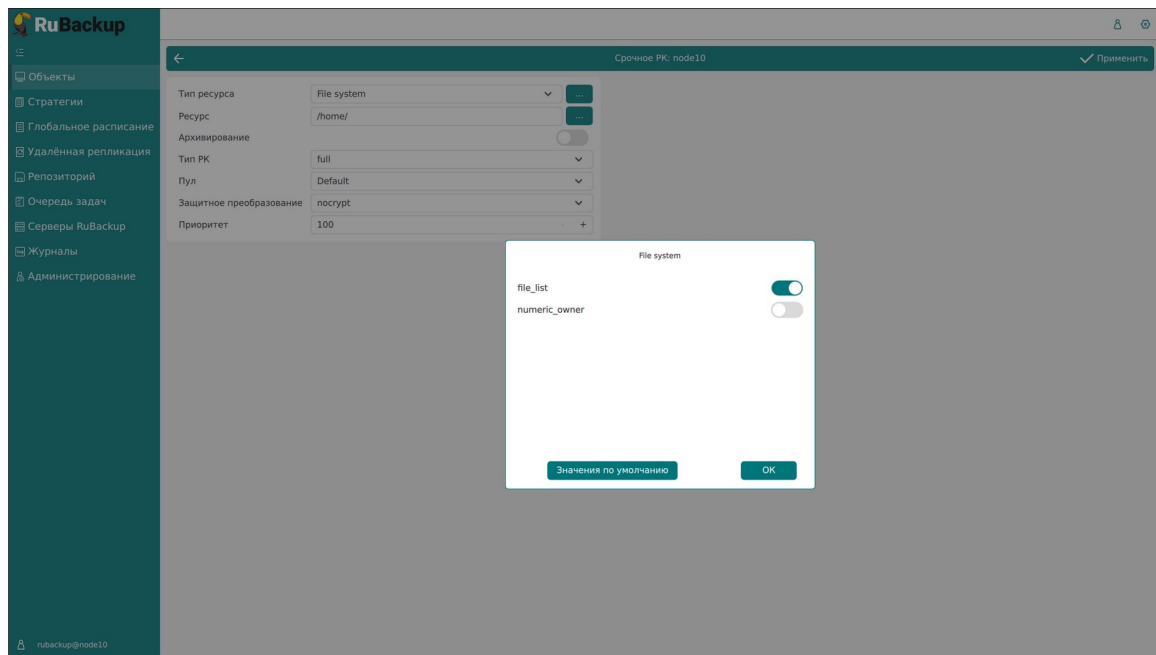 RuBackup
Объекты
Стратегии
Глобальное расписание
Удалённая репликация
Репозиторий
Очередь задач
Серверы RuBackup
Журналы
Администрирование
rubackup@node10
Срочное РК: node10
Применить
Тип ресурса File system ...
Ресурс /home/ ...
Архивирование
Тип РК full
Пул Default
Защитное преобразование nocrypt
Приоритет 100 - +
File system
file_list
numeric_owner
Значения по умолчанию OK